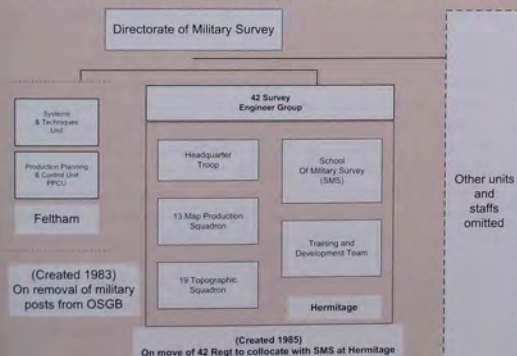 Directorate of Military Survey
Systems
& Techniques
Unit
Production Planning
& Control Unit
PPCU
Feltham
(Created 1983)
On removal of military
posts from OSGB
42 Survey
Engineer Group
Headquarter
Troop
13 Map Production
Squadron
19 Topographic
Squadron
School
Of Military Survey
(SMS)
Training and
Development Team
Hermitage
(Created 1985)
On move of 42 Regt to collocate with SMS at Hermitage
Other units
and
staffs
omitted